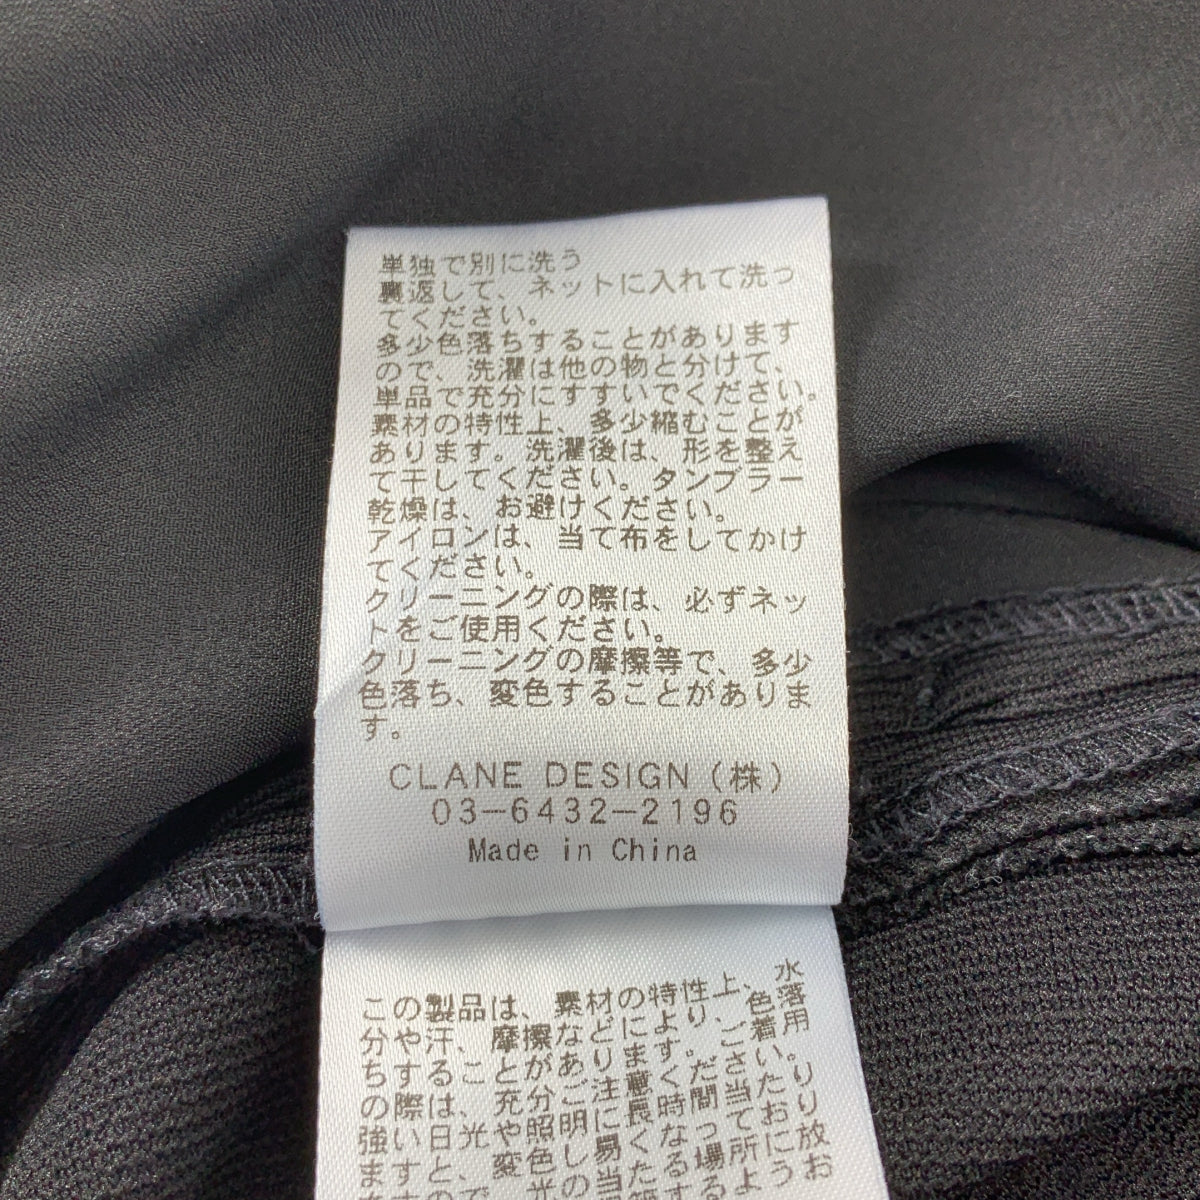 単独で別に洗う
裏返して、ネットに入れて洗っ
てください。
多少色落ちすることがあります
ので、洗濯は他の物と分けて、
単品で充分にすすいでください。
素材の特性上、多少縮むことが
あります。洗濯後は、形を整え
て干してください。タンブラー
乾燥は、お避けください。
アイロンは、当て布をしてかけ
てください。
クリーニングの際は、必ずネッ
トをご使用ください。
クリーニングの摩擦等で、多少
色落ち、変色することがありま
す。
CLANE DESIGN (株)
03-6432-2196
Made in China
この製品は、素材の特性上、水
分や汗、摩擦などにより、色落
ちすることがあります。ご着用
の際は、充分ご注意ください。
強い日光や照明に長時間当たり